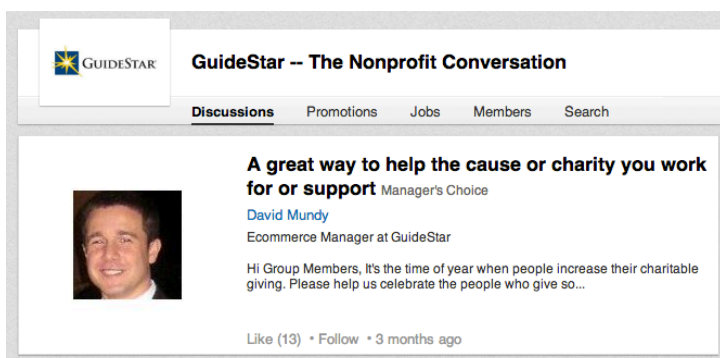 GUIDESTAR
GuideStar -- The Nonprofit Conversation
Discussions Promotions Jobs Members Search
A great way to help the cause or charity you work
for or support Manager's Choice
David Mundy
Ecommerce Manager at GuideStar
Hi Group Members, It's the time of year when people increase their charitable
giving. Please help us celebrate the people who give so...
Like (13) • Follow • 3 months ago